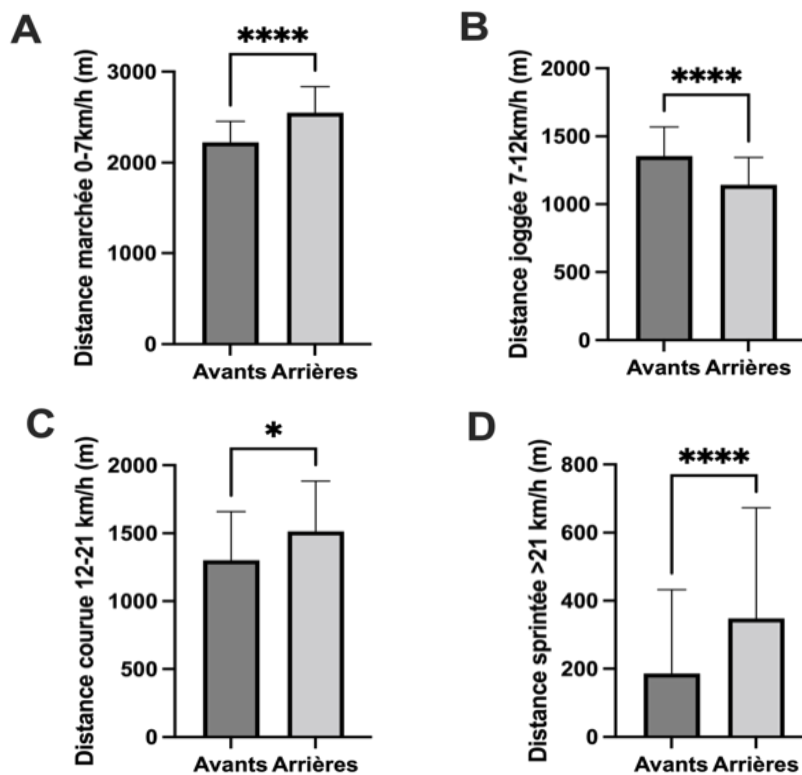 A
Distance marchée 0-7km/h (m)
3000
2000
1000
0
****
Avants Arrières
B
Distance joggée 7-12km/h (m)
2000
1500
1000
500
0
****
Avants Arrières
C
Distance courue 12-21 km/h (m)
2000
1500
1000
500
0
*
Avants Arrières
D
Distance sprintée >21 km/h (m)
800
600
400
200
0
****
Avants Arrières